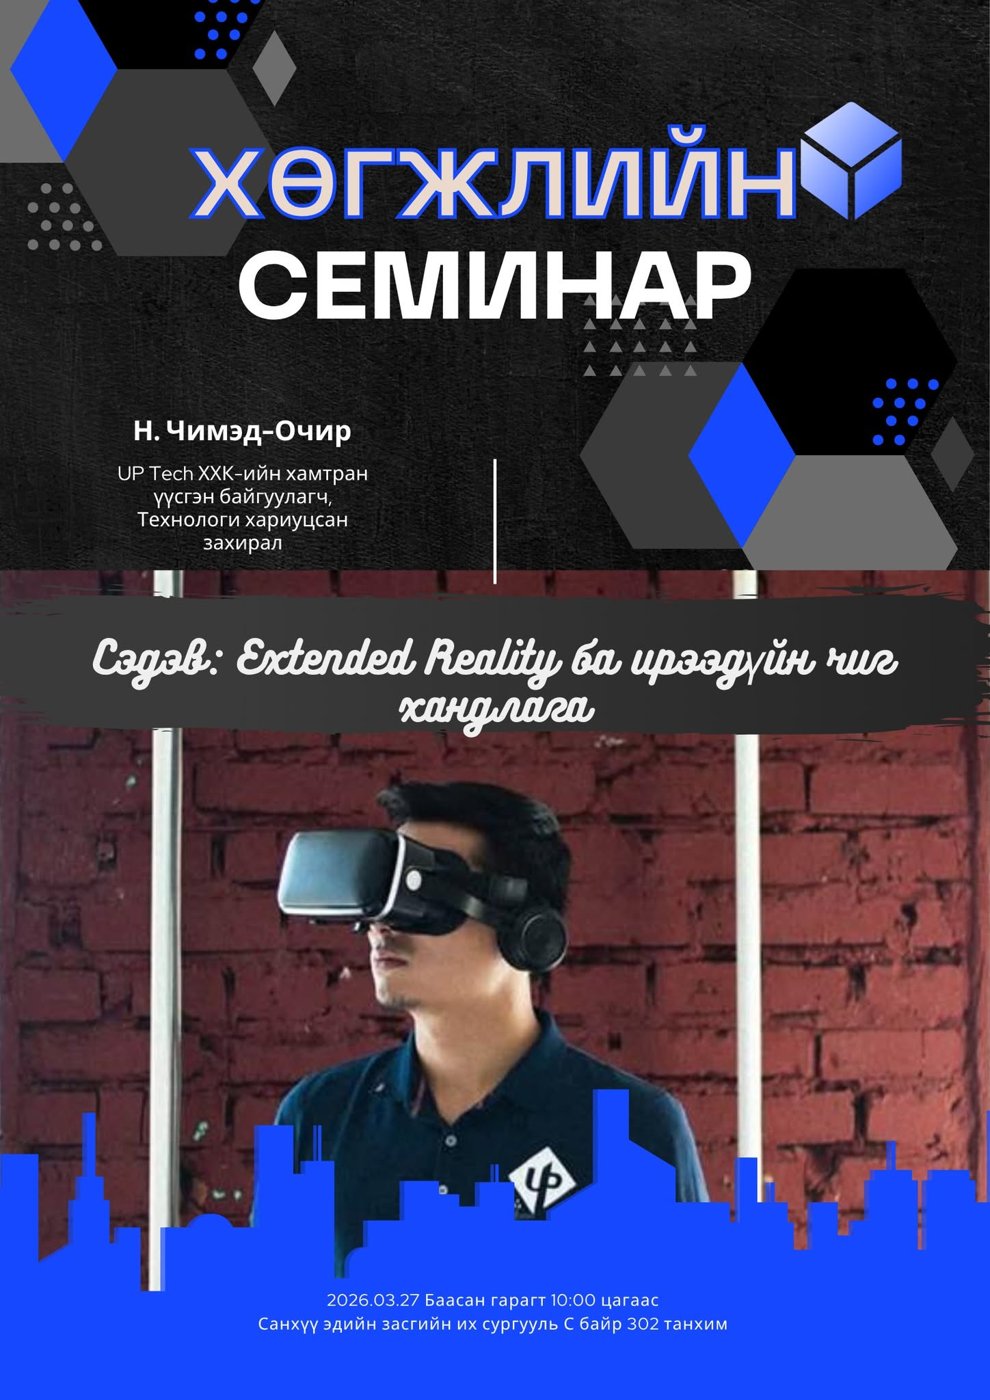 ХӨГЖЛИЙН
СЕМИНАР
Н. Чимэд-Очир
UP Tech ХХК-ийн хамтран
үүсгэн байгуулагч,
Технологи хариуцсан
захирал
Сэдэв: Extended Reality ба ирээдүйн чиг
хандлага
UP
2026.03.27 Баасан гарагт 10:00 цагаас
Санхүү эдийн засгийн их сургууль С байр 302 танхим